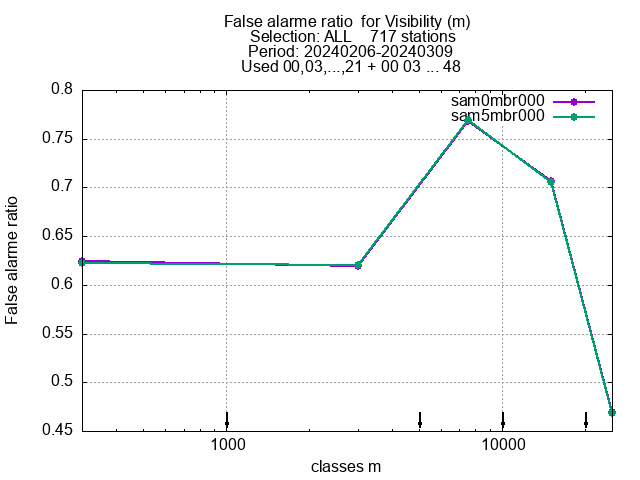 False alarme ratio  for Visibility (m)
Selection: ALL    717 stations
Period: 20240206-20240309
Used 00,03,...,21 + 00 03 ... 48
sam0mbr000
sam5mbr000
0.8
0.75
0.7
0.65
0.6
0.55
0.5
0.45
False alarme ratio
1000
10000
classes m